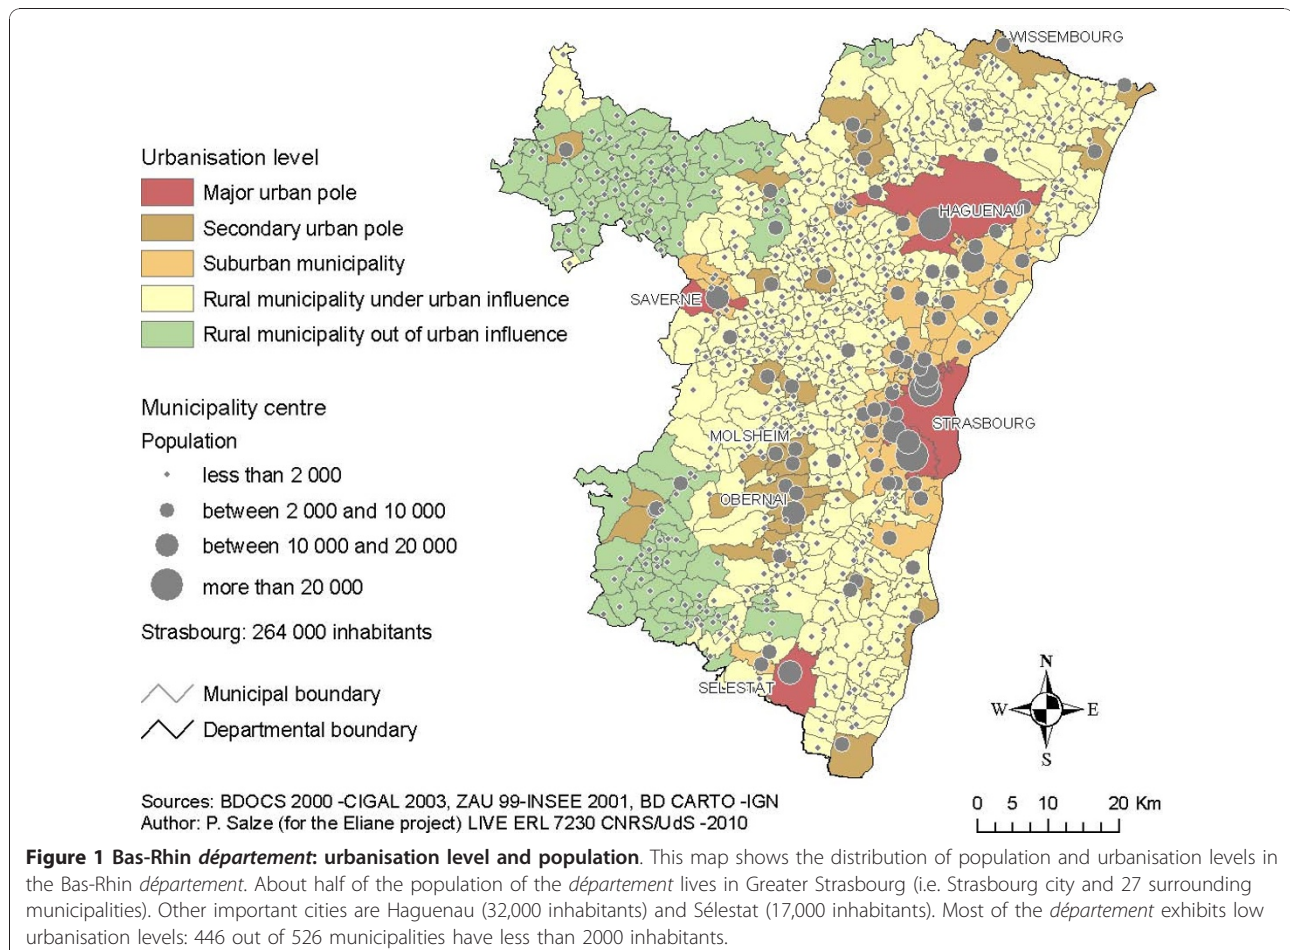 Urbanisation level
Major urban pole
Secondary urban pole
Suburban municipality
Rural municipality under urban influence
Rural municipality out of urban influence
Municipality centre
Population
less than 2 000
between 2 000 and 10 000
between 10 000 and 20 000
more than 20 000
Strasbourg: 264 000 inhabitants
Municipal boundary
Departmental boundary
WISSEMBOURG
HAGUENAU
SAVERNE
STRASBOURG
MOLSHEIM
OBERNAI
SELESTAT
N
W E
S
0 5 10 20 Km
Sources: BDOCS 2000 -CIGAL 2003, ZAU 99-INSEE 2001, BD CARTO -IGN
Author: P. Salze (for the Eliane project) LIVE ERL 7230 CNRS/UdS -2010
Figure 1 Bas-Rhin département: urbanisation level and population. This map shows the distribution of population and urbanisation levels in
the Bas-Rhin département. About half of the population of the département lives in Greater Strasbourg (i.e. Strasbourg city and 27 surrounding
municipalities). Other important cities are Haguenau (32,000 inhabitants) and Sélestat (17,000 inhabitants). Most of the département exhibits low
urbanisation levels: 446 out of 526 municipalities have less than 2000 inhabitants.